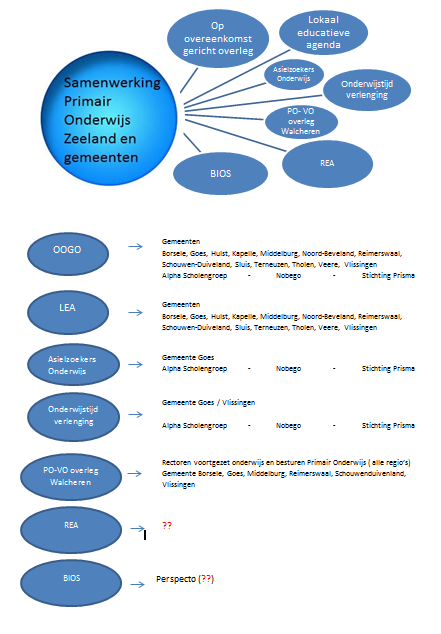 Samenwerking
Primair
Onderwijs
Zeeland en
gemeenten
Op
overeenkomst
gericht overleg
Lokaal
educatieve
agenda
Asielzoekers
Onderwijs
Onderwijstijd
verlenging
PO- VO
overleg
Walcheren
REA
BIOS
OOGO
Gemeenten
Borsele, Goes, Hulst, Kapelle, Middelburg, Noord-Beveland, Reimerswaal,
Schouwen-Duiveland, Sluis, Terneuzen, Tholen, Veere, Vlissingen
Alpha Scholengroep - Nobego - Stichting Prisma
LEA
Gemeenten
Borsele, Goes, Hulst, Kapelle, Middelburg, Noord-Beveland, Reimerswaal,
Schouwen-Duiveland, Sluis, Terneuzen, Tholen, Veere, Vlissingen
Asielzoekers
Onderwijs
Gemeente Goes
Alpha Scholengroep - Nobego - Stichting Prisma
Onderwijstijd
verlenging
Gemeente Goes / Vlissingen
Alpha Scholengroep - Nobego - Stichting Prisma
PO-VO overleg
Walcheren
Rectoren voortgezet onderwijs en besturen Primair Onderwijs ( alle regio's)
Gemeente Borsele, Goes, Middelburg, Reimerswaal, Schouwenduivenland,
Vlissingen
REA
??
BIOS
Perspecto (??)